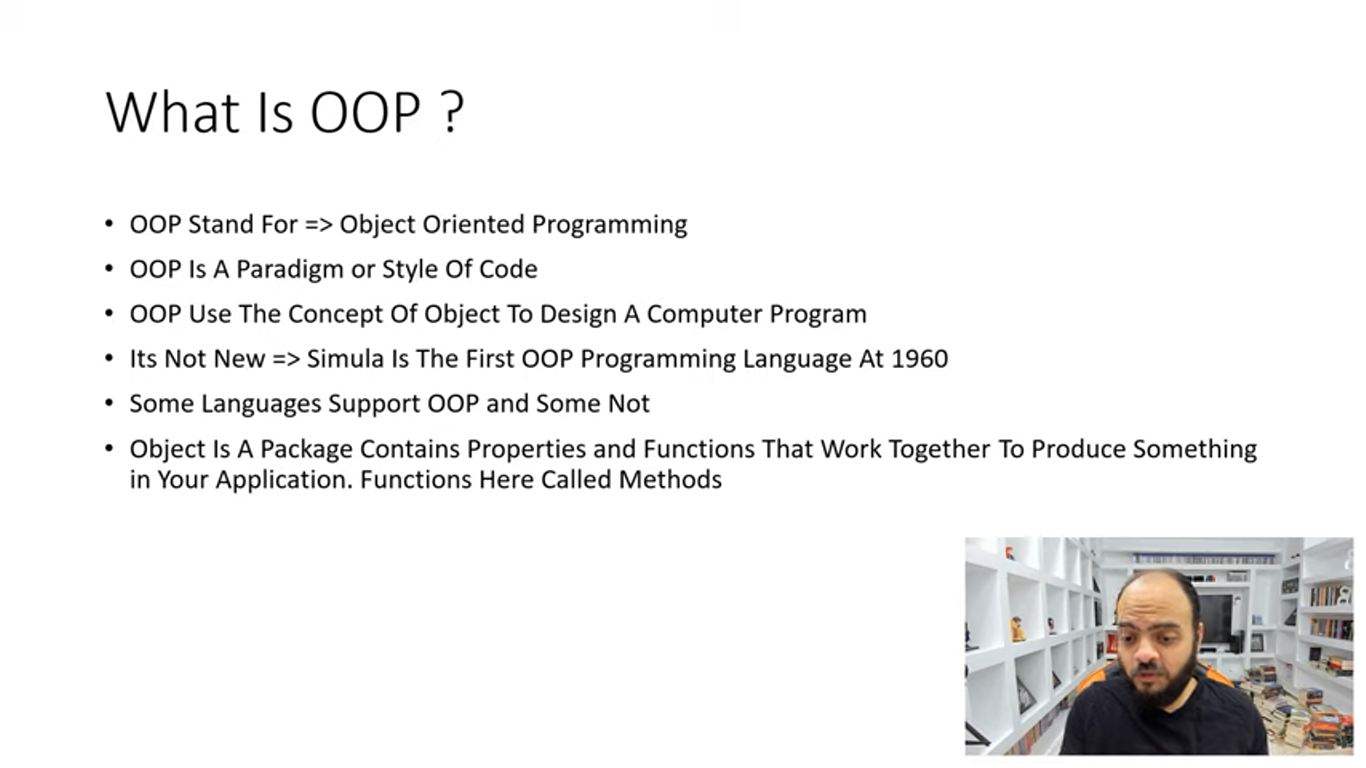 What Is OOP ?
• OOP Stand For => Object Oriented Programming
• OOP Is A Paradigm or Style Of Code
• OOP Use The Concept Of Object To Design A Computer Program
• Its Not New => Simula Is The First OOP Programming Language At 1960
• Some Languages Support OOP and Some Not
• Object Is A Package Contains Properties and Functions That Work Together To Produce Something
in Your Application. Functions Here Called Methods